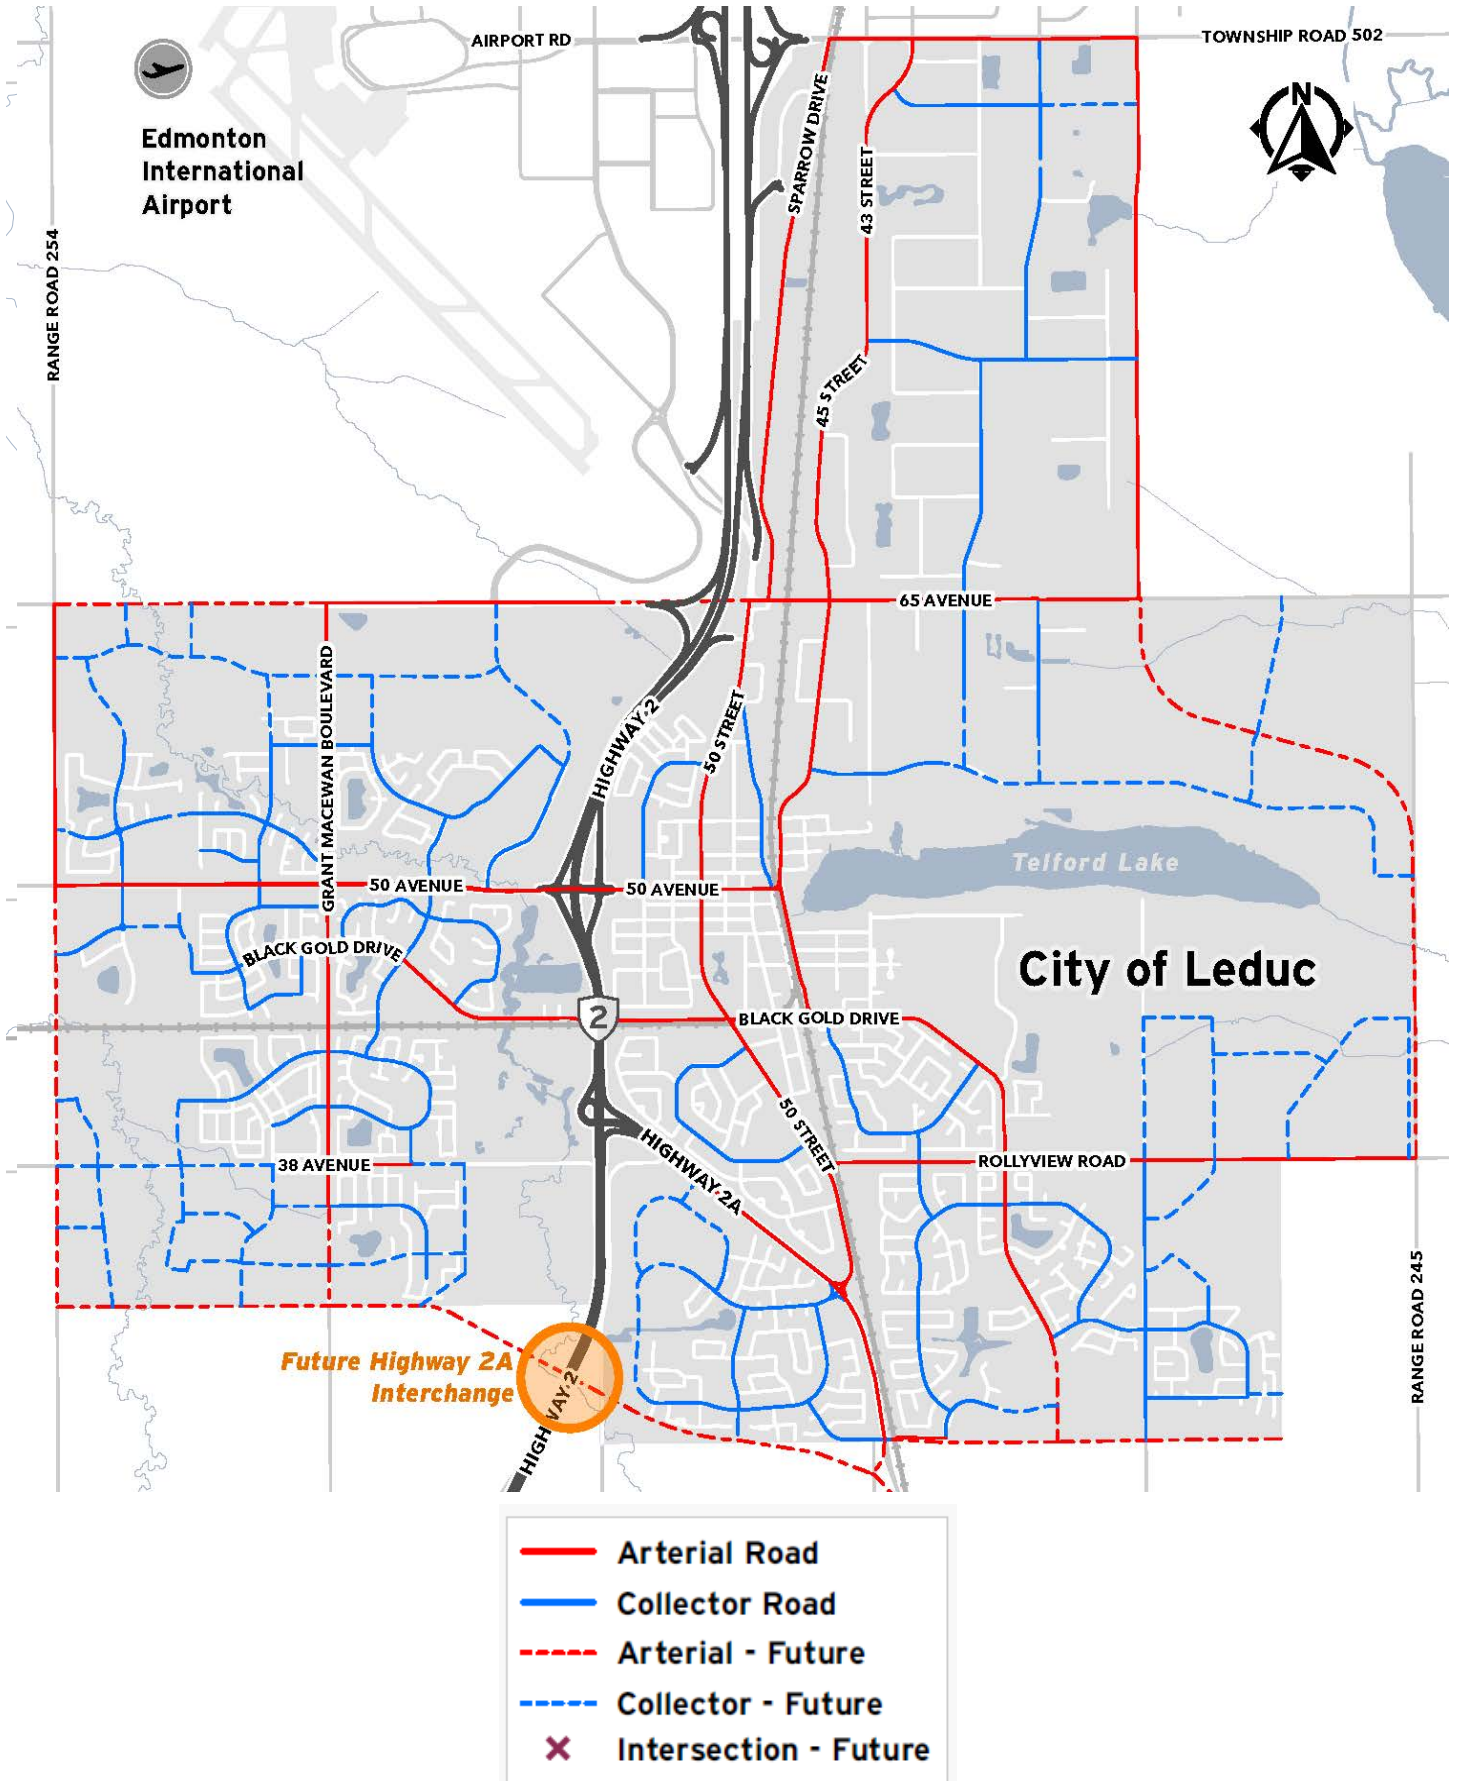 AIRPORT RD
TOWNSHIP ROAD 502
N
Edmonton
International
Airport
SPARROW DRIVE
43 STREET
RANGE ROAD 254
45 STREET
65 AVENUE
GRANT MACEWAN BOULEVARD
HIGHWAY 2
50 STREET
50 AVENUE
50 AVENUE
Telford Lake
BLACK GOLD DRIVE
City of Leduc
2
BLACK GOLD DRIVE
50 STREET
HIGHWAY 2A
38 AVENUE
ROLLYVIEW ROAD
RANGE ROAD 245
Future Highway 2A
Interchange
HIGHWAY 2
Arterial Road
Collector Road
Arterial - Future
Collector - Future
Intersection - Future